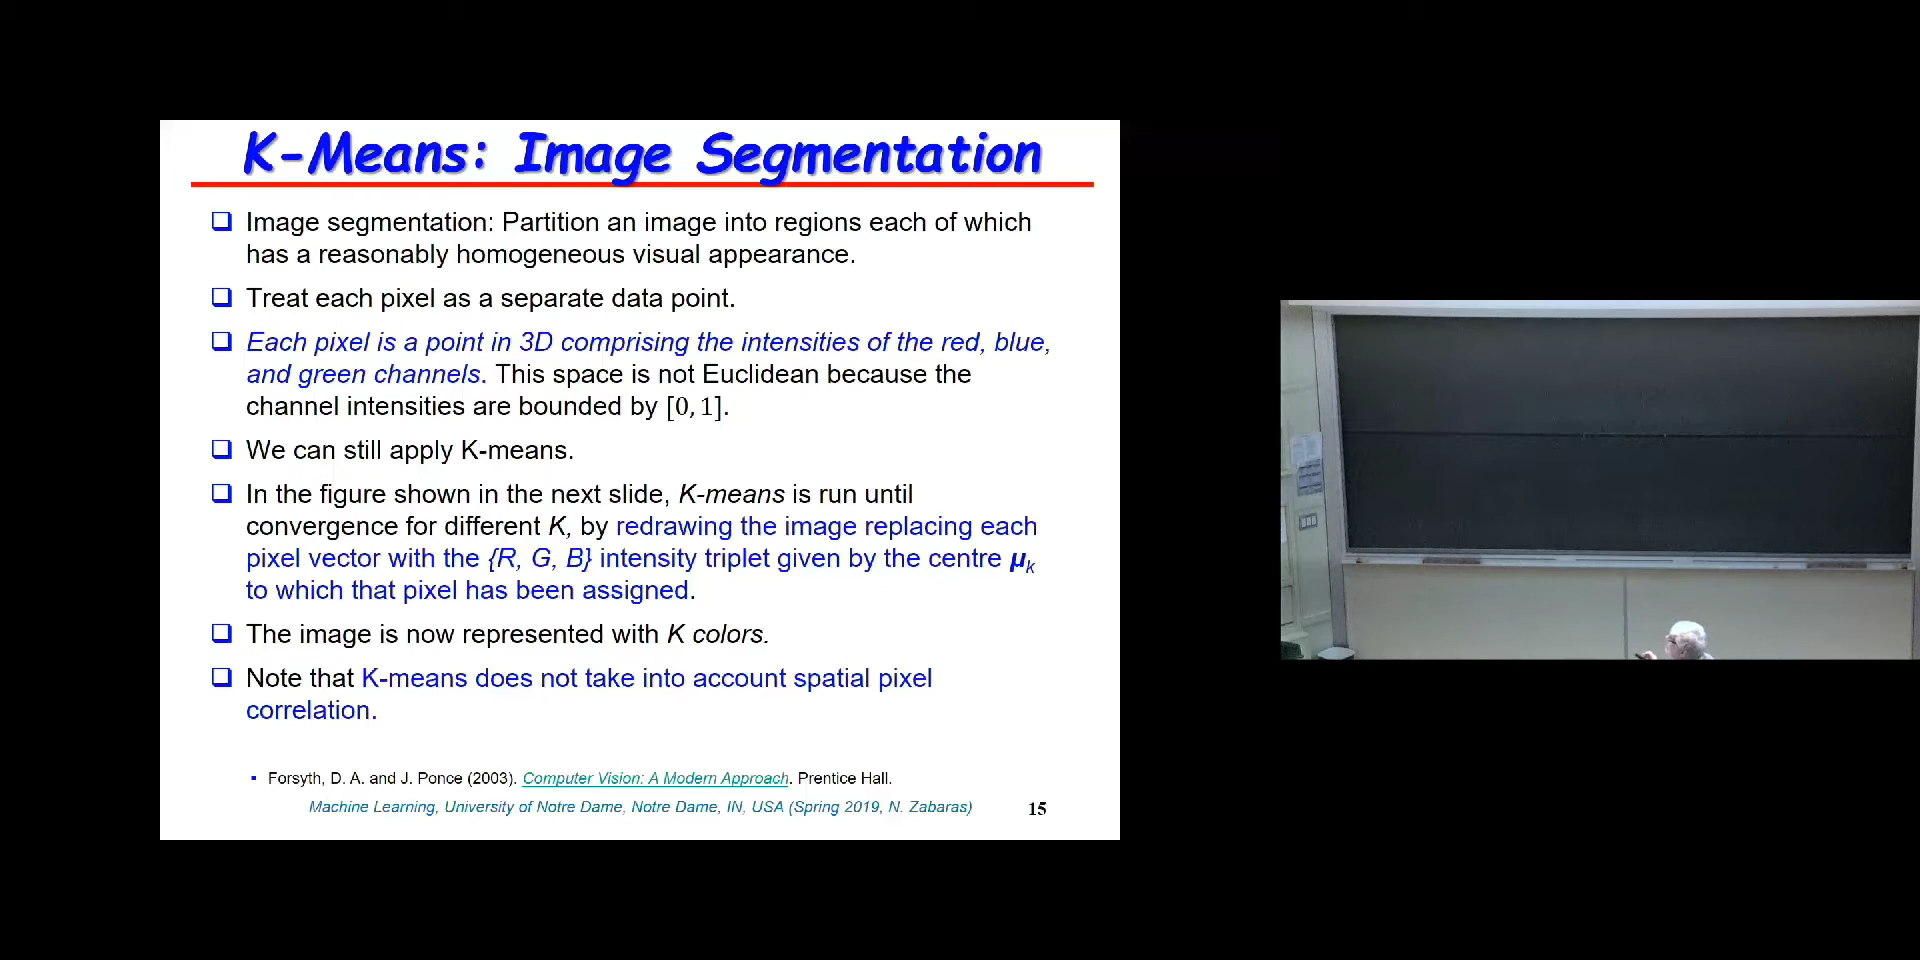 K-Means: Image Segmentation
Image segmentation: Partition an image into regions each of which
has a reasonably homogeneous visual appearance.
Treat each pixel as a separate data point.
Each pixel is a point in 3D comprising the intensities of the red, blue,
and green channels. This space is not Euclidean because the
channel intensities are bounded by [0, 1].
We can still apply K-means.
In the figure shown in the next slide, K-means is run until
convergence for different K, by redrawing the image replacing each
pixel vector with the {R, G, B} intensity triplet given by the centre μk
to which that pixel has been assigned.
The image is now represented with K colors.
Note that K-means does not take into account spatial pixel
correlation.
Forsyth, D. A. and J. Ponce (2003). Computer Vision: A Modern Approach. Prentice Hall.
Machine Learning, University of Notre Dame, Notre Dame, IN, USA (Spring 2019, N. Zabaras)
15